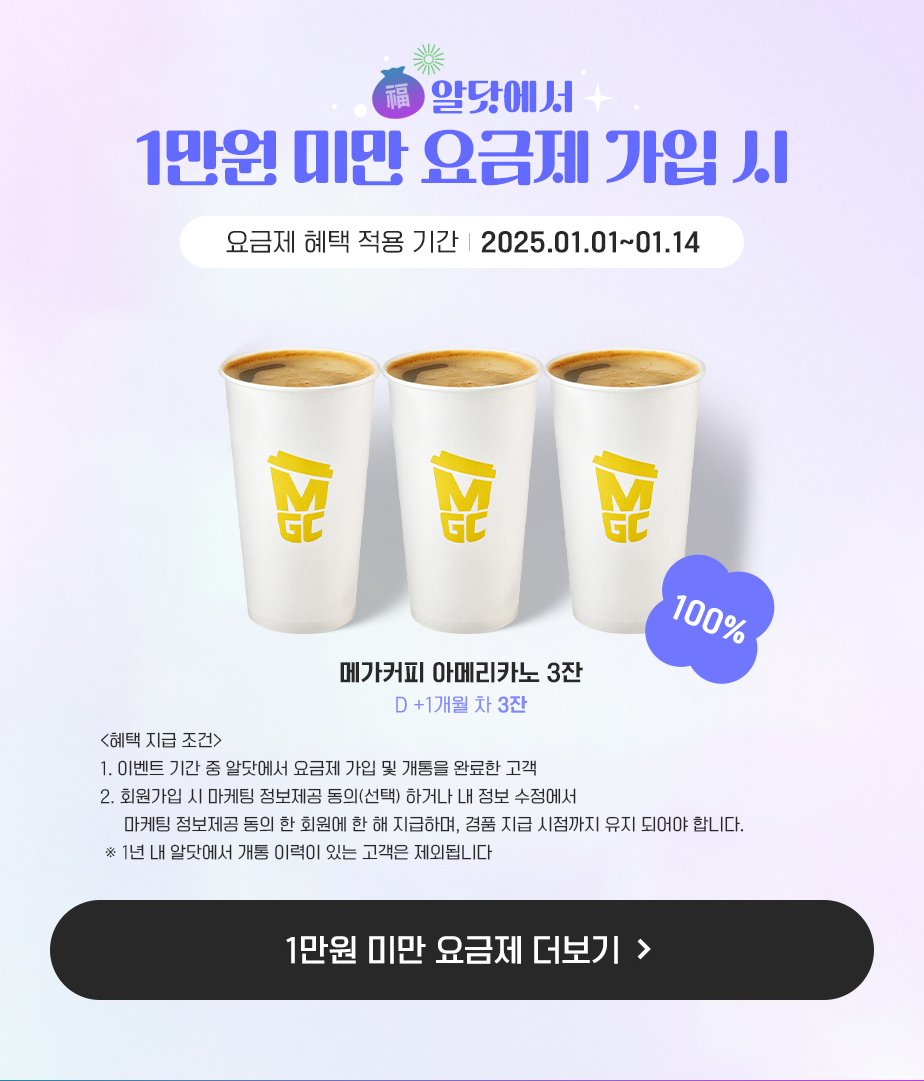 福 알닷에서
1만원 미만 요금제 가입 시
요금제 혜택 적용 기간 | 2025.01.01~01.14
M M M
GC GC GC
100%
메가커피 아메리카노 3잔
D +1개월 차 3잔
<혜택 지급 조건>
1. 이벤트 기간 중 알닷에서 요금제 가입 및 개통을 완료한 고객
2. 회원가입 시 마케팅 정보제공 동의(선택) 하거나 내 정보 수정에서
마케팅 정보제공 동의 한 회원에 한 해 지급하며, 경품 지급 시점까지 유지 되어야 합니다.
※ 1년 내 알닷에서 개통 이력이 있는 고객은 제외됩니다
1만원 미만 요금제 더보기 >